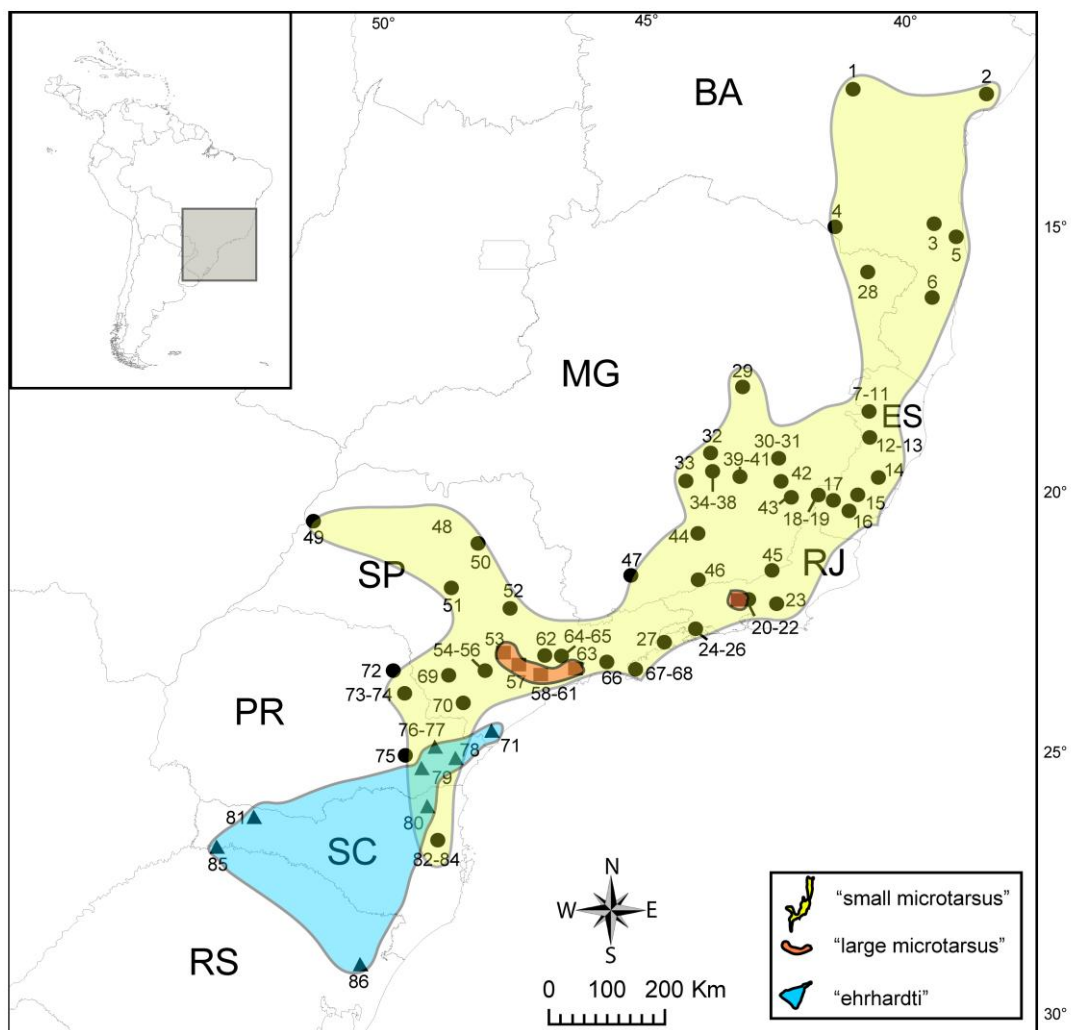 50° 45° 40°
1 2
BA
4 15°
3 5
28 6
MG 29
7-11
ES
32 30-31 12-13
33 39-41 42 17 14
34-38 43 20°
18-19 16 15
49 48 44
50 47 45 RJ
SP 46
51 52 23
20-22
54-56 53 62 64-65 27 24-26
72 69 57 63
73-74 58-61 66 67-68
70
PR 76-77
75 78 71 25°
79
81 80
85 SC 82-84
N
W E
S
RS
86
0 100 200 Km
“small microtarsus”
“large microtarsus”
“ehrhardti”
30°